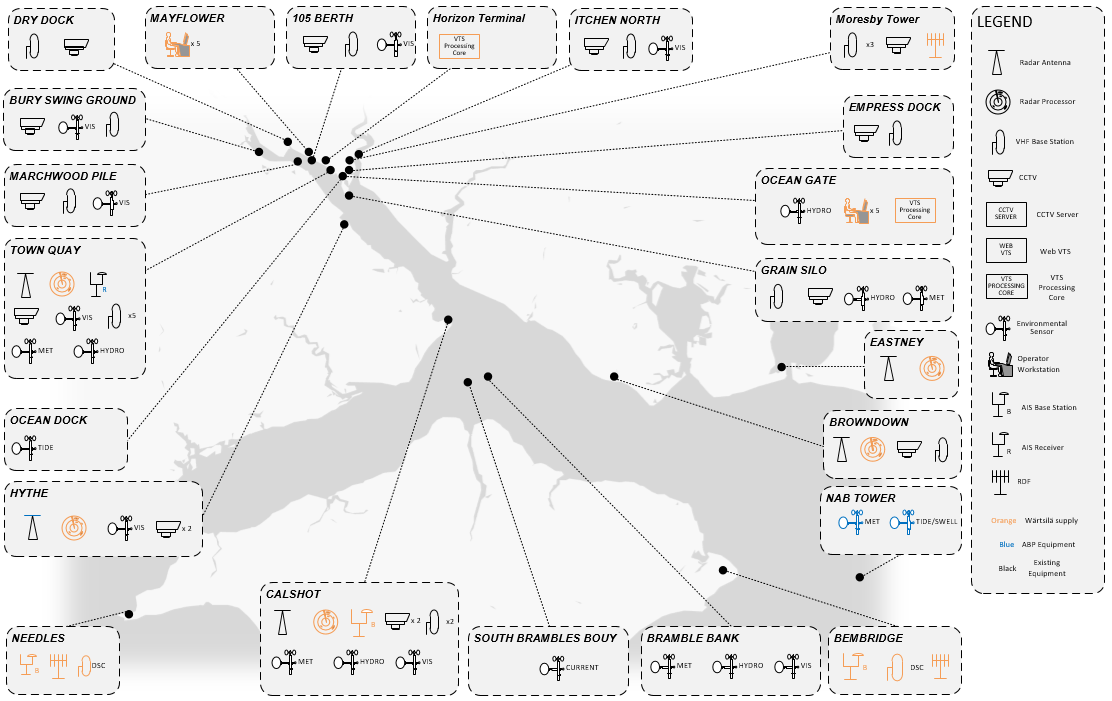 DRY DOCK
MAYFLOWER
x 5
105 BERTH
VIS
Horizon Terminal
VTS
Processing
Core
ITCHEN NORTH
VIS
Moresby Tower
x3
BURY SWING GROUND
VIS
EMPRESS DOCK
MARCHWOOD PILE
VIS
OCEAN GATE
HYDRO
x 5
VTS
Processing
Core
TOWN QUAY
R
VIS
x5
MET
HYDRO
GRAIN SILO
HYDRO
MET
EASTNEY
OCEAN DOCK
TIDE
BROWNDOWN
HYTHE
VIS
x 2
NAB TOWER
MET
TIDE/SWELL
NEEDLES
B
DSC
CALSHOT
B
x 2
x2
MET
HYDRO
VIS
SOUTH BRAMBLES BOUY
CURRENT
BRAMBLE BANK
MET
HYDRO
VIS
BEMBRIDGE
B
DSC
LEGEND
Radar Antenna
Radar Processor
VHF Base Station
CCTV
CCTV
SERVER
CCTV Server
WEB
VTS
Web VTS
VTS
PROCESSING
CORE
VTS
Processing
Core
Environmental
Sensor
Operator
Workstation
B
AIS Base Station
R
AIS Receiver
RDF
Orange Wärtsilä supply
Blue ABP Equipment
Black Existing
Equipment